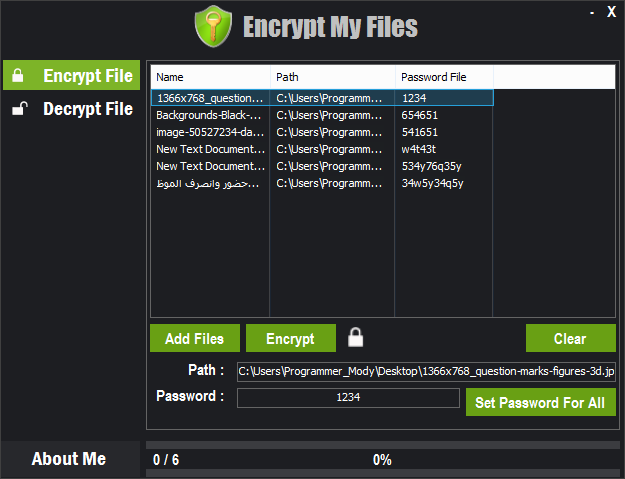 Encrypt My Files
- X
Encrypt File
Decrypt File
Name Path Password File
1366x768_question... C:\Users\Programm... 1234
Backgrounds-Black-... C:\Users\Programm... 654651
image-50527234-da... C:\Users\Programm... 541651
New Text Document... C:\Users\Programm... w4t43t
New Text Document... C:\Users\Programm... 534y76q35y
حضور وانصرف الموظ... C:\Users\Programm... 34w5y34q5y
Add Files Encrypt Clear
Path : C:\Users\Programmer_Mody\Desktop\1366x768_question-marks-figures-3d.jp
Password : 1234 Set Password For All
About Me
0 / 6 0%